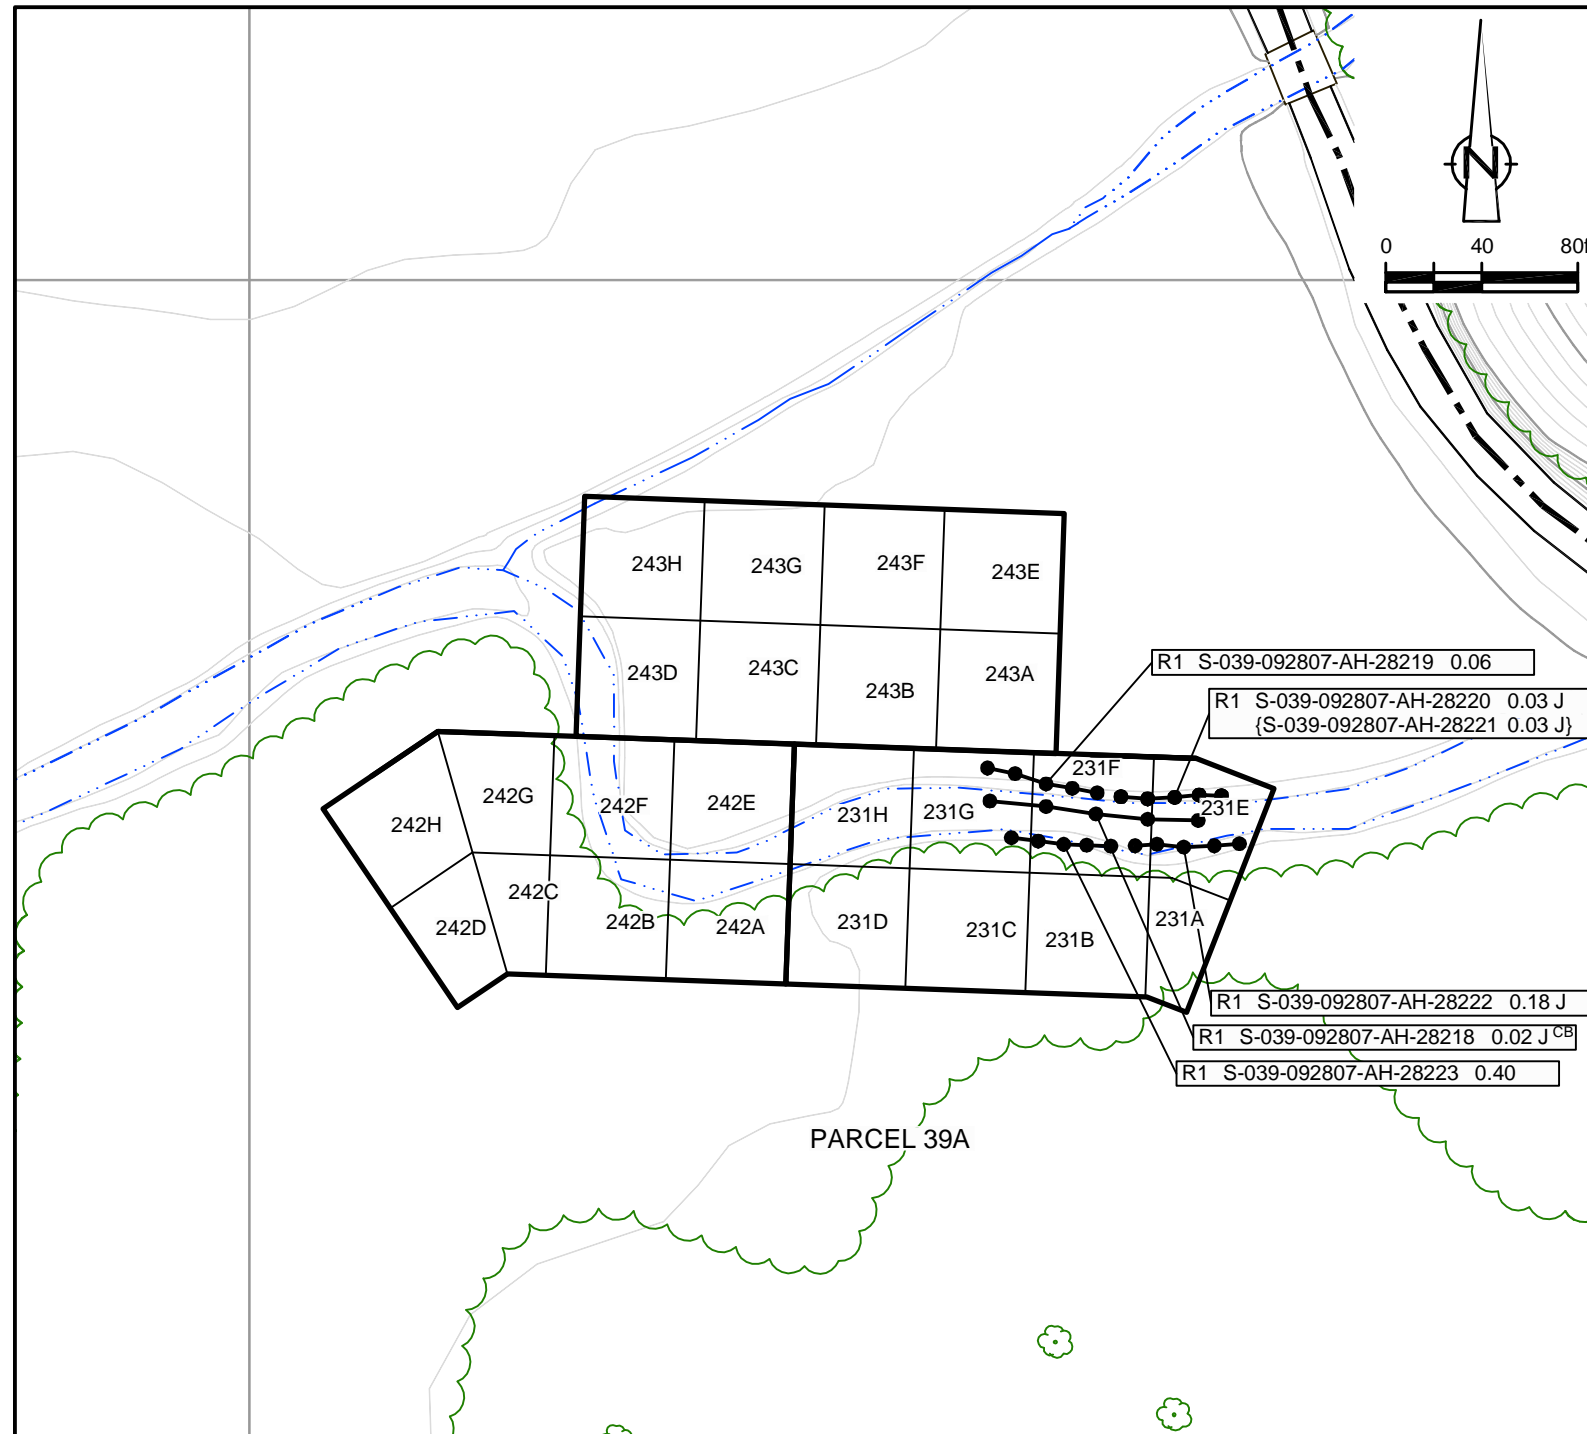 N
0 40 80f
243H 243G 243F 243E
243D 243C 243B 243A
R1 S-039-092807-AH-28219 0.06
R1 S-039-092807-AH-28220 0.03 J
{S-039-092807-AH-28221 0.03 J}
242H 242G 242F 242E 231H 231G 231F 231E
242D 242C 242B 242A 231D 231C 231B 231A
R1 S-039-092807-AH-28222 0.18 J
R1 S-039-092807-AH-28218 0.02 J CB
R1 S-039-092807-AH-28223 0.40
PARCEL 39A